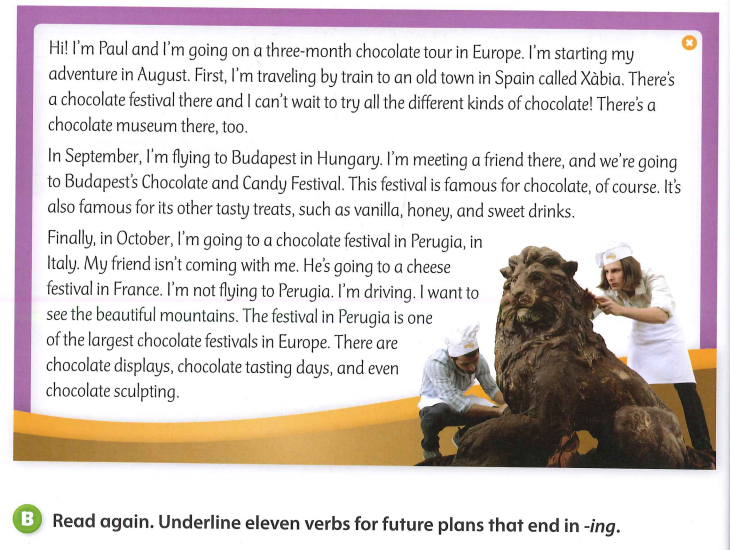 Hi! I'm Paul and I'm going on a three-month chocolate tour in Europe. I'm starting my
adventure in August. First, I'm traveling by train to an old town in Spain called Xàbia. There's
a chocolate festival there and I can't wait to try all the different kinds of chocolate! There's a
chocolate museum there, too.
In September, I'm flying to Budapest in Hungary. I'm meeting a friend there, and we're going
to Budapest's Chocolate and Candy Festival. This festival is famous for chocolate, of course. It's
also famous for its other tasty treats, such as vanilla, honey, and sweet drinks.
Finally, in October, I'm going to a chocolate festival in Perugia, in
Italy. My friend isn't coming with me. He's going to a cheese
festival in France. I'm not flying to Perugia. I'm driving. I want to
see the beautiful mountains. The festival in Perugia is one
of the largest chocolate festivals in Europe. There are
chocolate displays, chocolate tasting days, and even
chocolate sculpting.
B Read again. Underline eleven verbs for future plans that end in -ing.